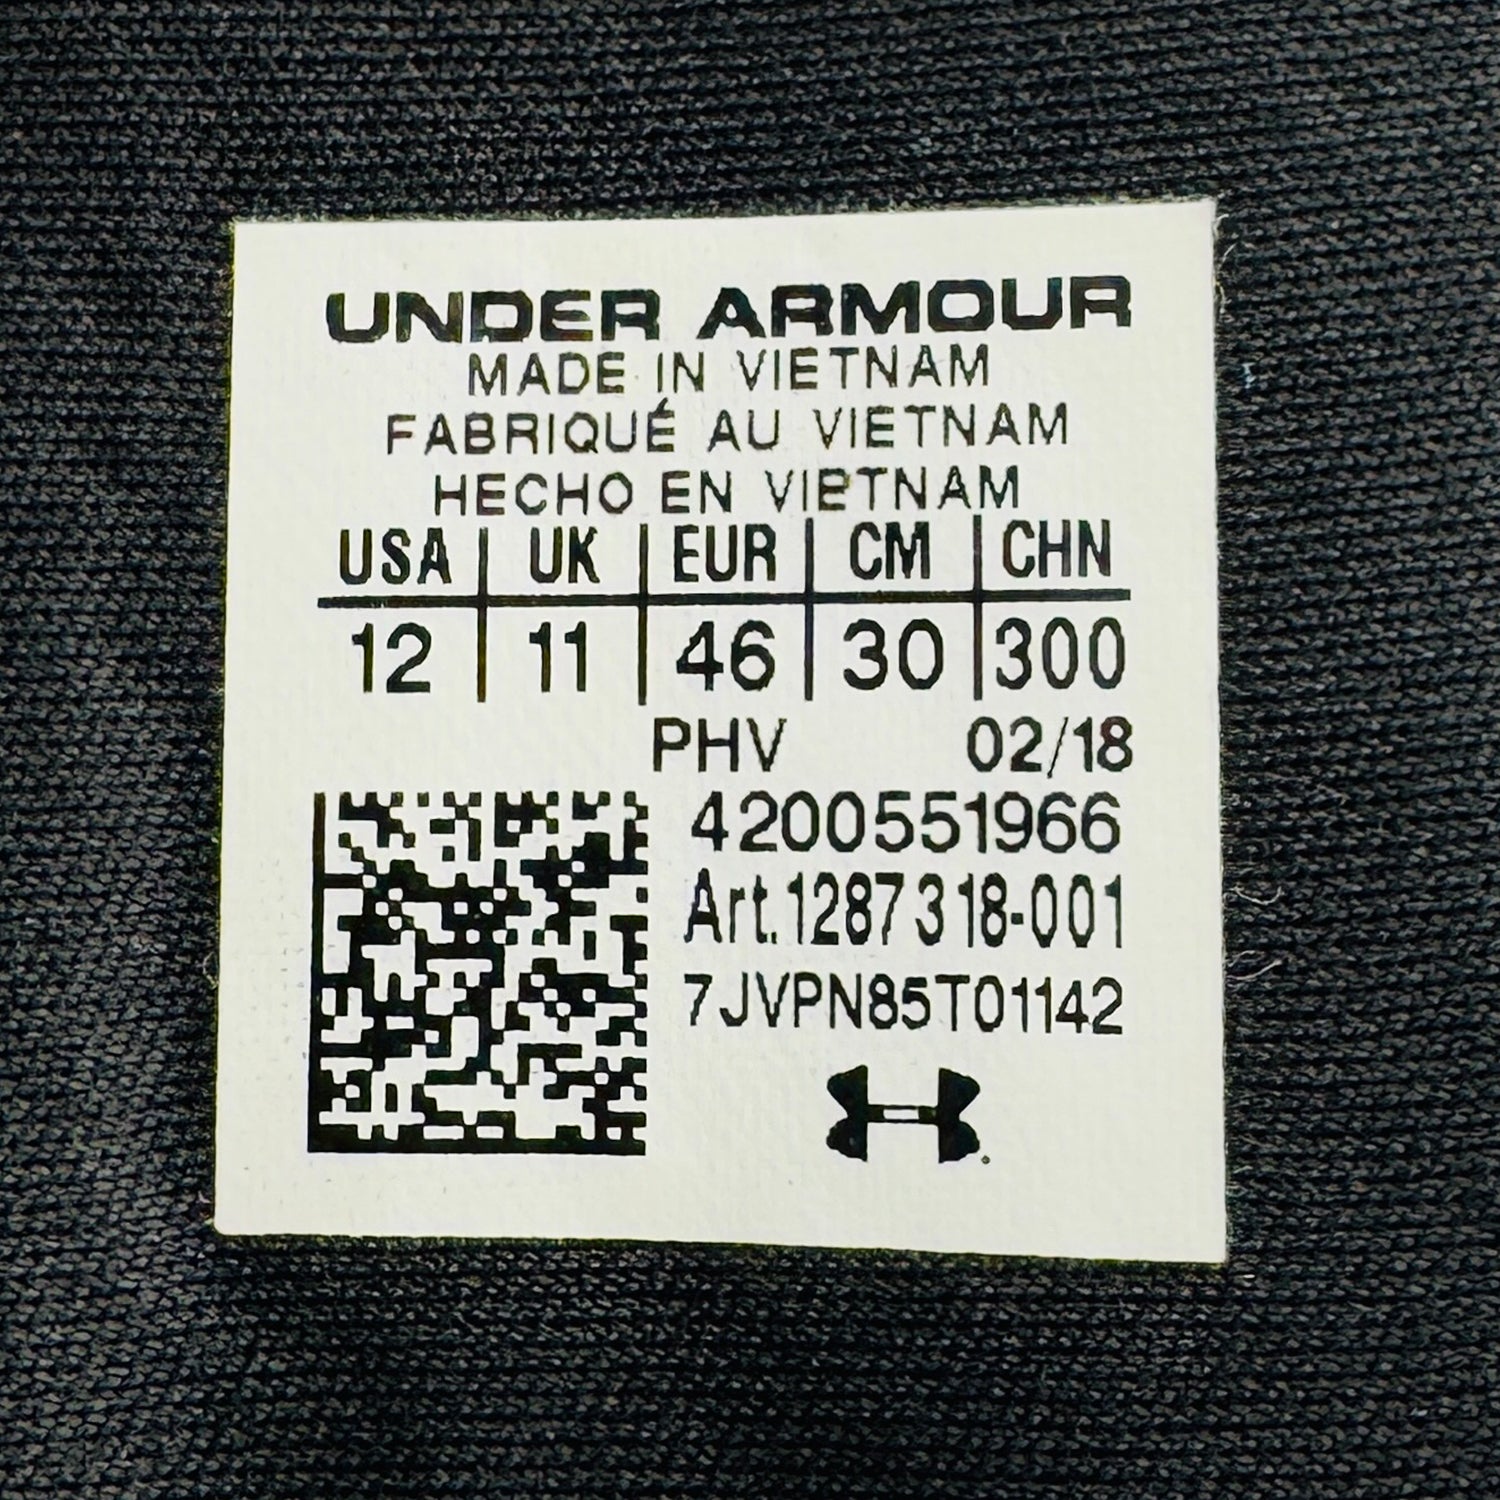 UNDER ARMOUR
MADE IN VIETNAM
FABRIQUÉ AU VIETNAM
HECHO EN VIETNAM
USA UK EUR CM CHN
12 11 46 30 300
PHV 02/18
4200551966
Art.1287318-001
7JVPN85T01142